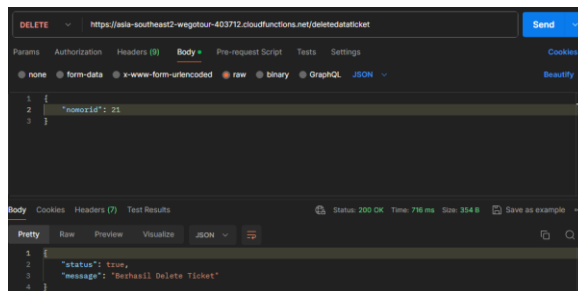 DELETE https://asia-southeast2-wegotour-403712.cloudfunctions.net/deletedataticket Send
Params Authorization Headers (9) Body Pre-request Script Tests Settings Cookies
none form-data x-www-form-urlencoded raw binary GraphQL JSON Beautify
1 {
2 "nomorid": 21
3 }
Body Cookies Headers (7) Test Results Status: 200 OK Time: 716 ms Size: 354 B Save as example
Pretty Raw Preview Visualize JSON
1 {
2 "status": true,
3 "message": "Berhasil Delete Ticket"
4 }